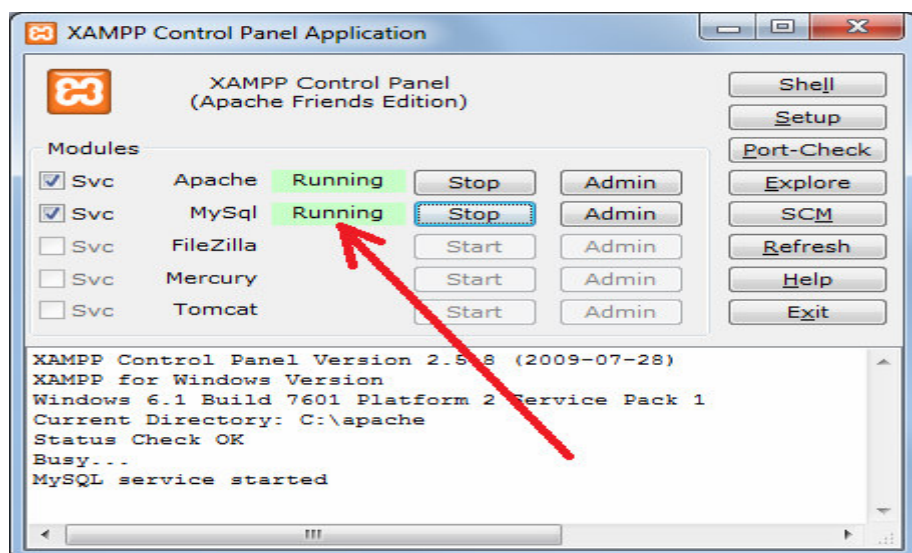 XAMPP Control Panel Application
XAMPP Control Panel
(Apache Friends Edition)
Shell
Setup
Port-Check
Explore
SCM
Refresh
Help
Exit
Modules
Svc Apache Running Stop Admin
Svc MySql Running Stop Admin
Svc FileZilla Start Admin
Svc Mercury Start Admin
Svc Tomcat Start Admin
XAMPP Control Panel Version 2.5.8 (2009-07-28)
XAMPP for Windows Version
Windows 6.1 Build 7601 Platform 2 Service Pack 1
Current Directory: C:\apache
Status Check OK
Busy...
MySQL service started